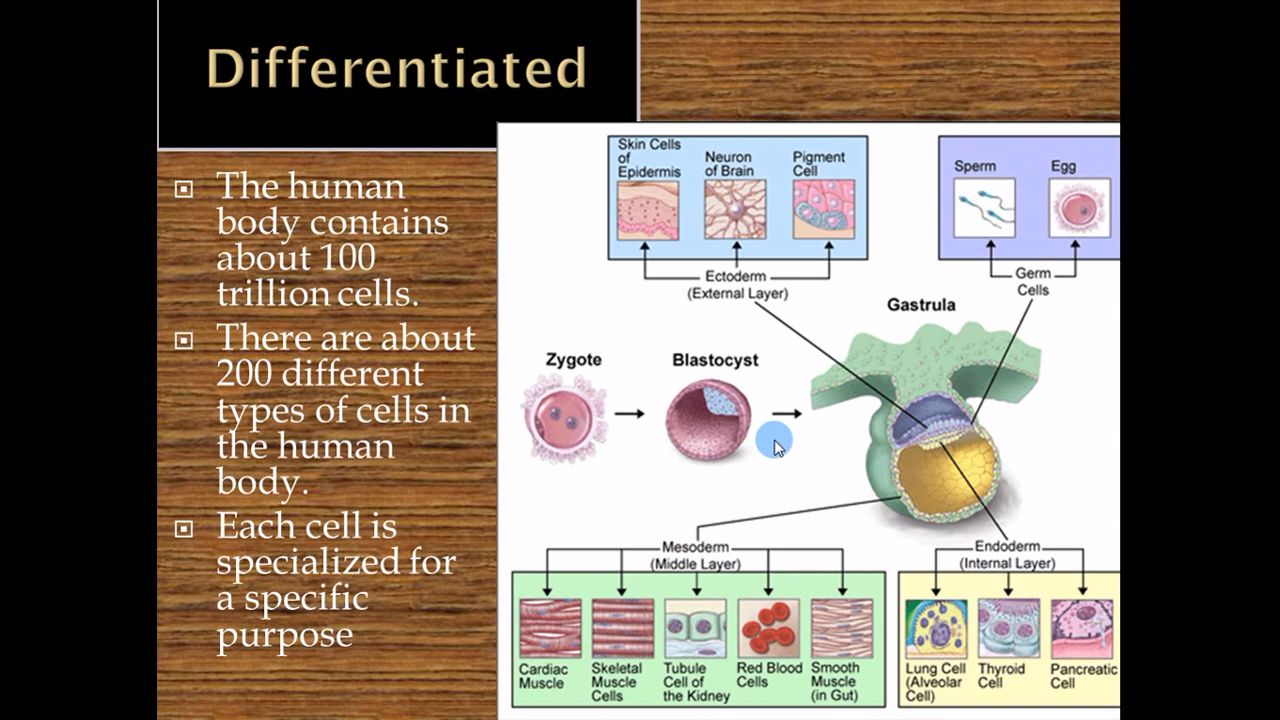 Differentiated
The human
body contains
about 100
trillion cells.
There are about
200 different
types of cells in
the human
body.
Each cell is
specialized for
a specific
purpose
Skin Cells
of
Epidermis
Neuron
of Brain
Pigment
Cell
Sperm
Egg
Ectoderm
(External Layer)
Germ
Cells
Gastrula
Zygote
Blastocyst
Mesoderm
(Middle Layer)
Endoderm
(Internal Layer)
Cardiac
Muscle
Skeletal
Muscle
Cells
Tubule
Cell of
the Kidney
Red Blood
Cells
Smooth
Muscle
(in Gut)
Lung Cell
(Alveolar
Cell)
Thyroid
Cell
Pancreatic
Cell